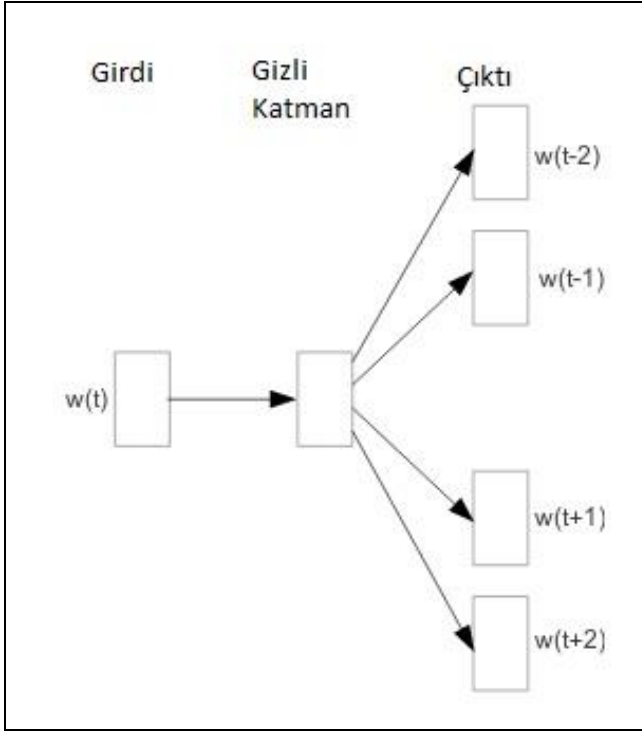 Girdi
Gizli
Katman
Çıktı
w(t-2)
w(t-1)
w(t)
w(t+1)
w(t+2)